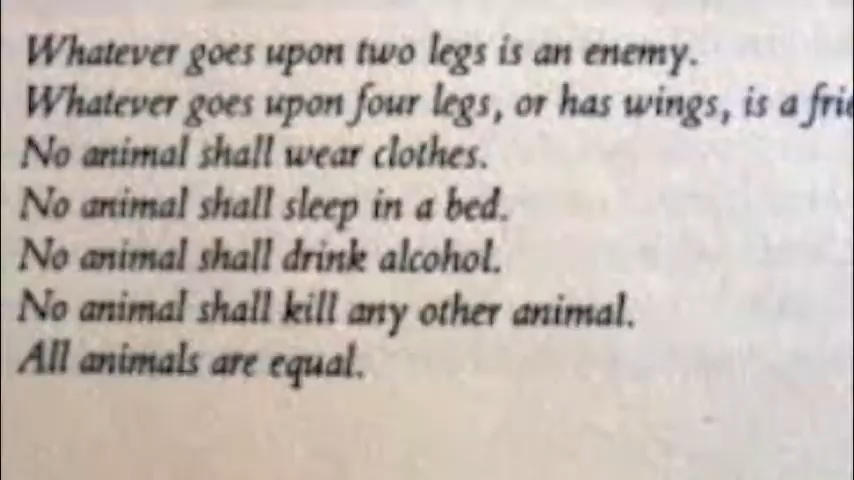 Whatever goes upon two legs is an enemy.
Whatever goes upon four legs, or has wings, is a frie
No animal shall wear clothes.
No animal shall sleep in a bed.
No animal shall drink alcohol.
No animal shall kill any other animal.
All animals are equal.